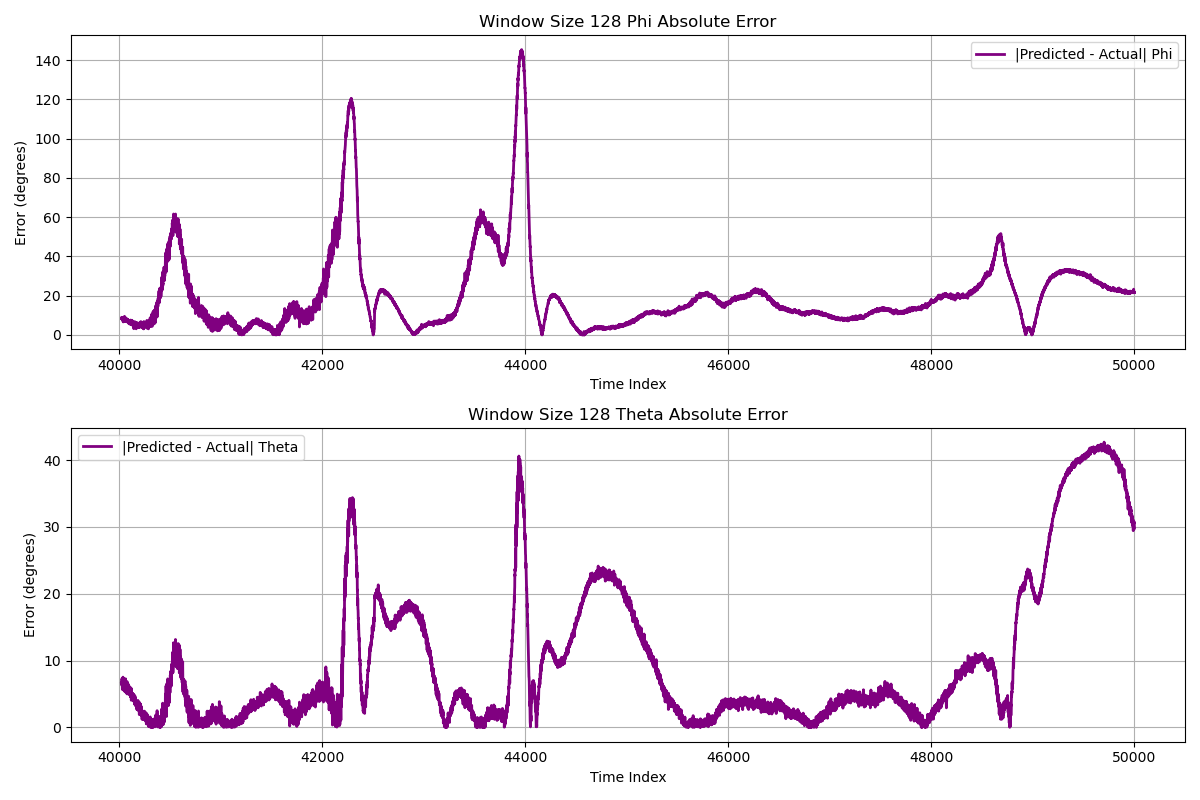 Window Size 128 Phi Absolute Error
|Predicted - Actual| Phi
Error (degrees)
140
120
100
80
60
40
20
0
40000 42000 44000 46000 48000 50000
Time Index
Window Size 128 Theta Absolute Error
|Predicted - Actual| Theta
Error (degrees)
40
30
20
10
0
40000 42000 44000 46000 48000 50000
Time Index